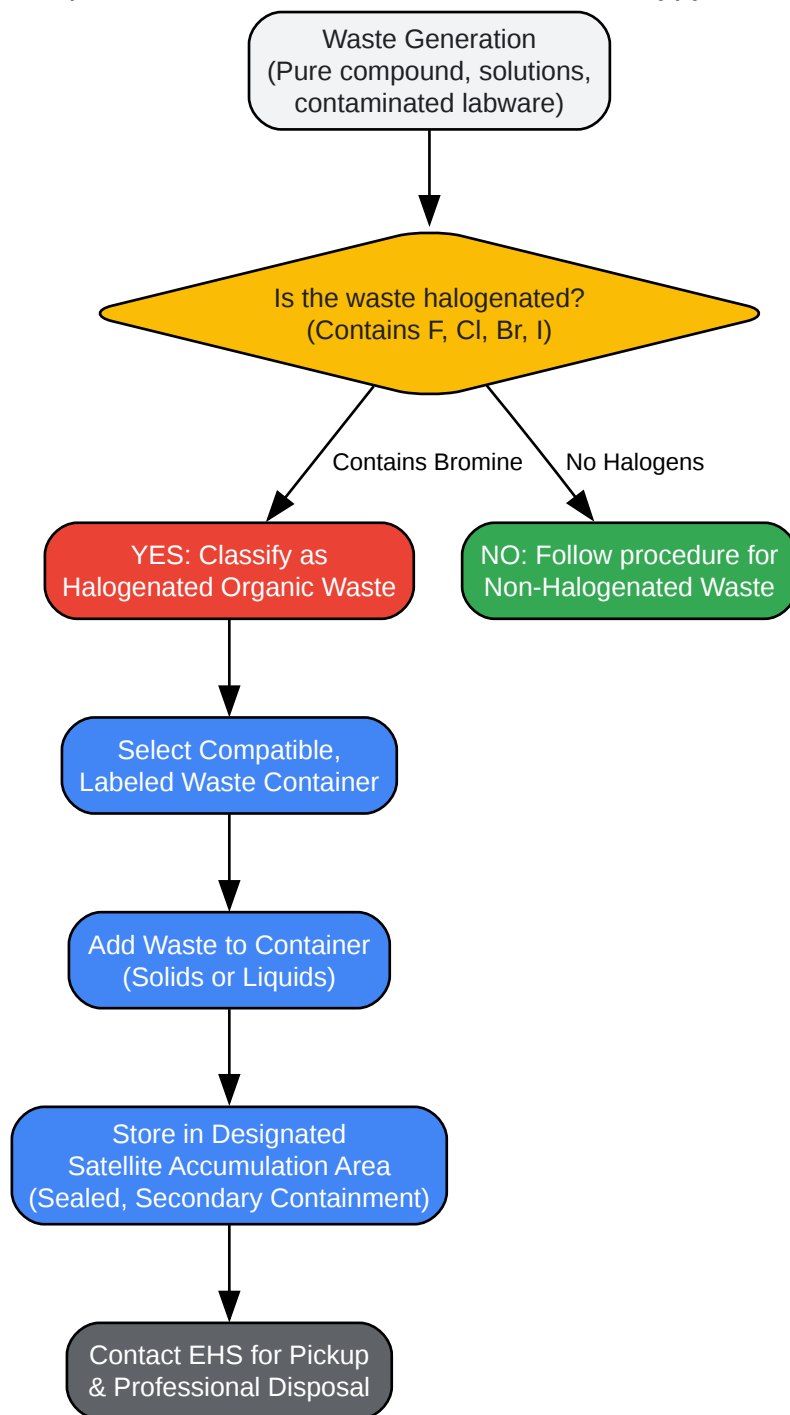 Waste Generation
(Pure compound, solutions,
contaminated labware)
Is the waste halogenated?
(Contains F, Cl, Br, I)
Contains Bromine
No Halogens
YES: Classify as
Halogenated Organic Waste
NO: Follow procedure for
Non-Halogenated Waste
Select Compatible,
Labeled Waste Container
Add Waste to Container
(Solids or Liquids)
Store in Designated
Satellite Accumulation Area
(Sealed, Secondary Containment)
Contact EHS for Pickup
& Professional Disposal